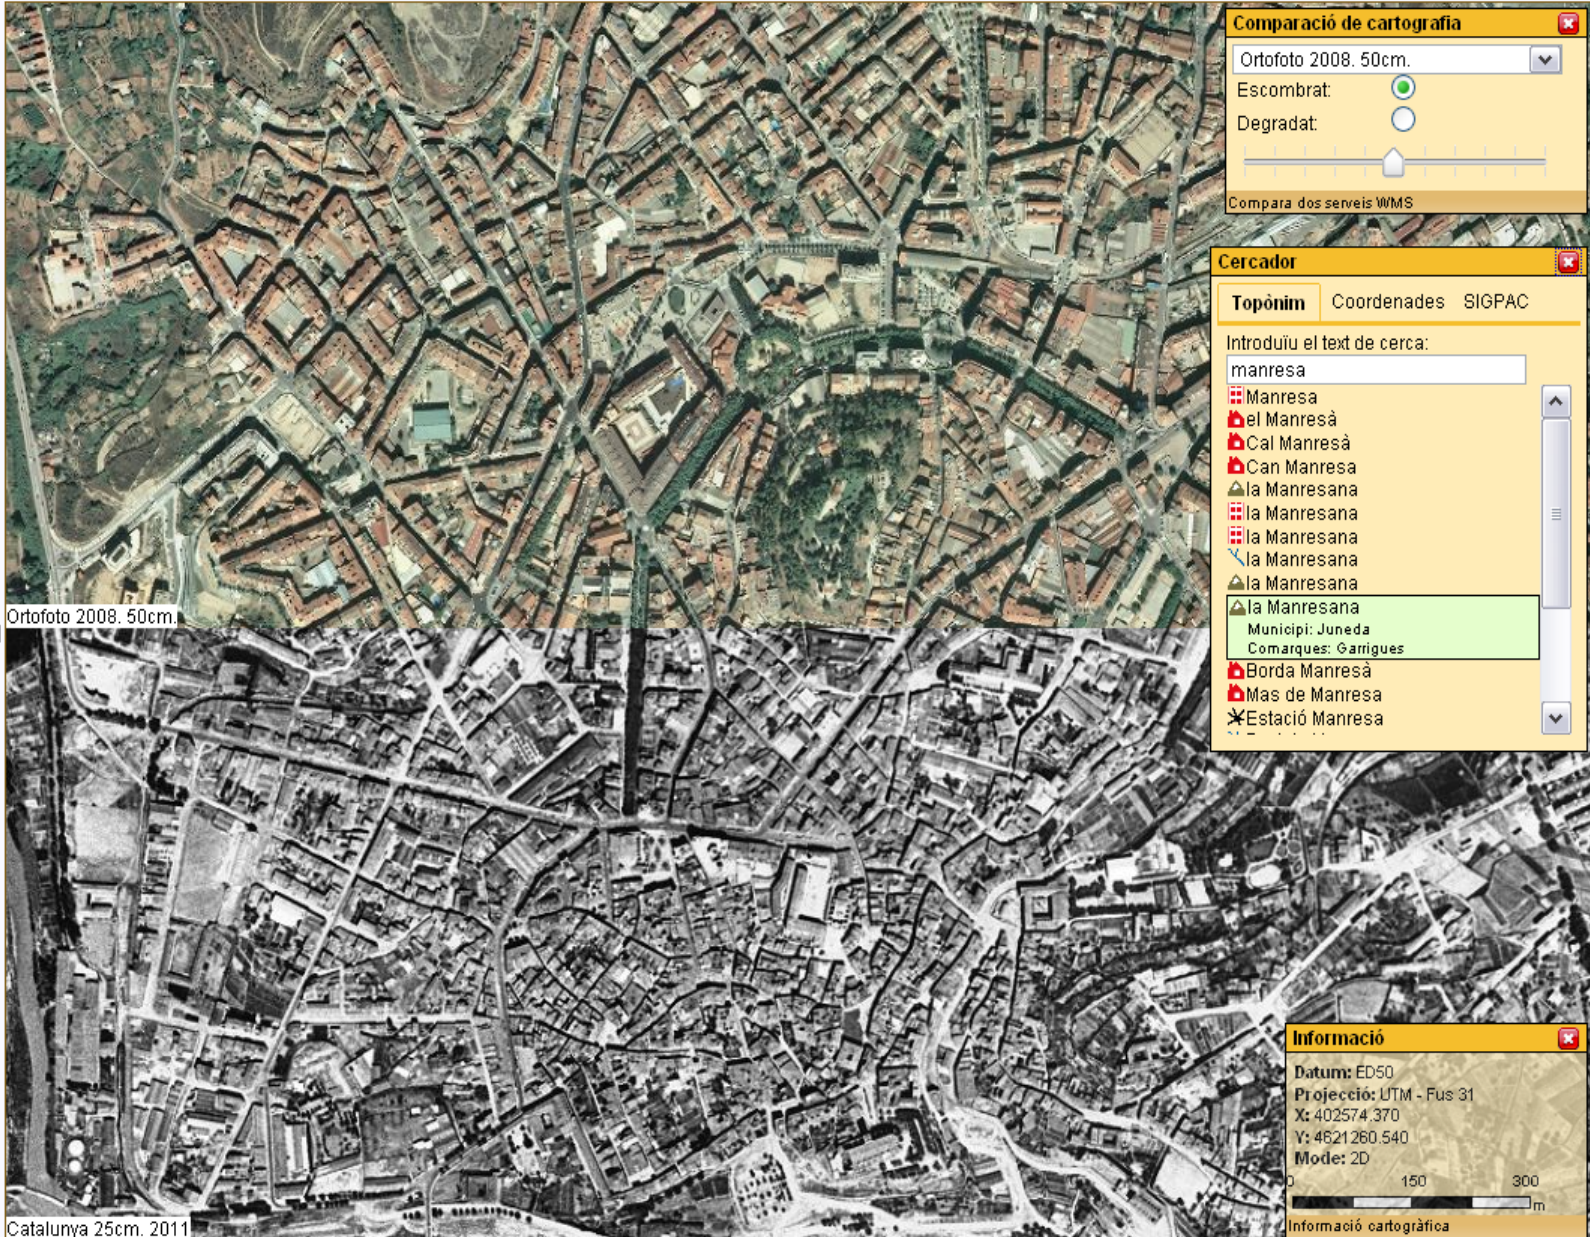 Comparació de cartografia
Ortofoto 2008. 50cm.
Escombrat:
Degradat:
Compara dos serveis WMS
Cercador
Topònim Coordenades SIGPAC
Introduïu el text de cerca:
manresa
Manresa
el Manresà
Cal Manresà
Can Manresa
la Manresana
la Manresana
la Manresana
la Manresana
la Manresana
la Manresana
Municipi: Juneda
Comarques: Garrigues
Borda Manresà
Mas de Manresa
Estació Manresa
Ortofoto 2008. 50cm.
Informació
Datum: ED50
Projecció: UTM - Fus 31
X: 402574.370
Y: 4621260.540
Mode: 2D
0 150 300
m
Informació cartogràfica
Catalunya 25cm. 2011